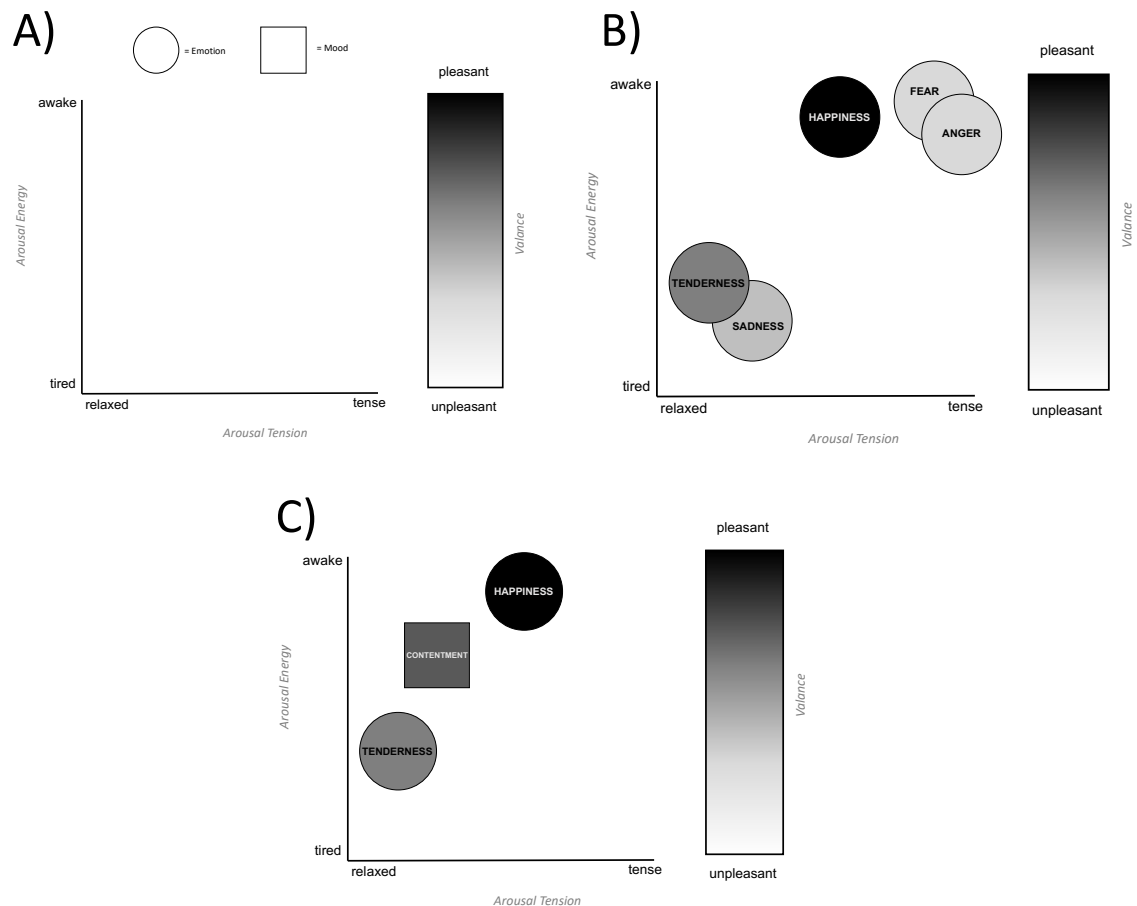 A)
= Emotion
= Mood
pleasant
awake
Arousal Energy
Valance
tired
relaxed
tense
unpleasant
Arousal Tension
B)
pleasant
awake
FEAR
HAPPINESS
ANGER
Arousal Energy
Valance
TENDERNESS
SADNESS
tired
relaxed
tense
unpleasant
Arousal Tension
C)
pleasant
awake
HAPPINESS
CONTENTMENT
Arousal Energy
Valance
TENDERNESS
tired
relaxed
tense
unpleasant
Arousal Tension